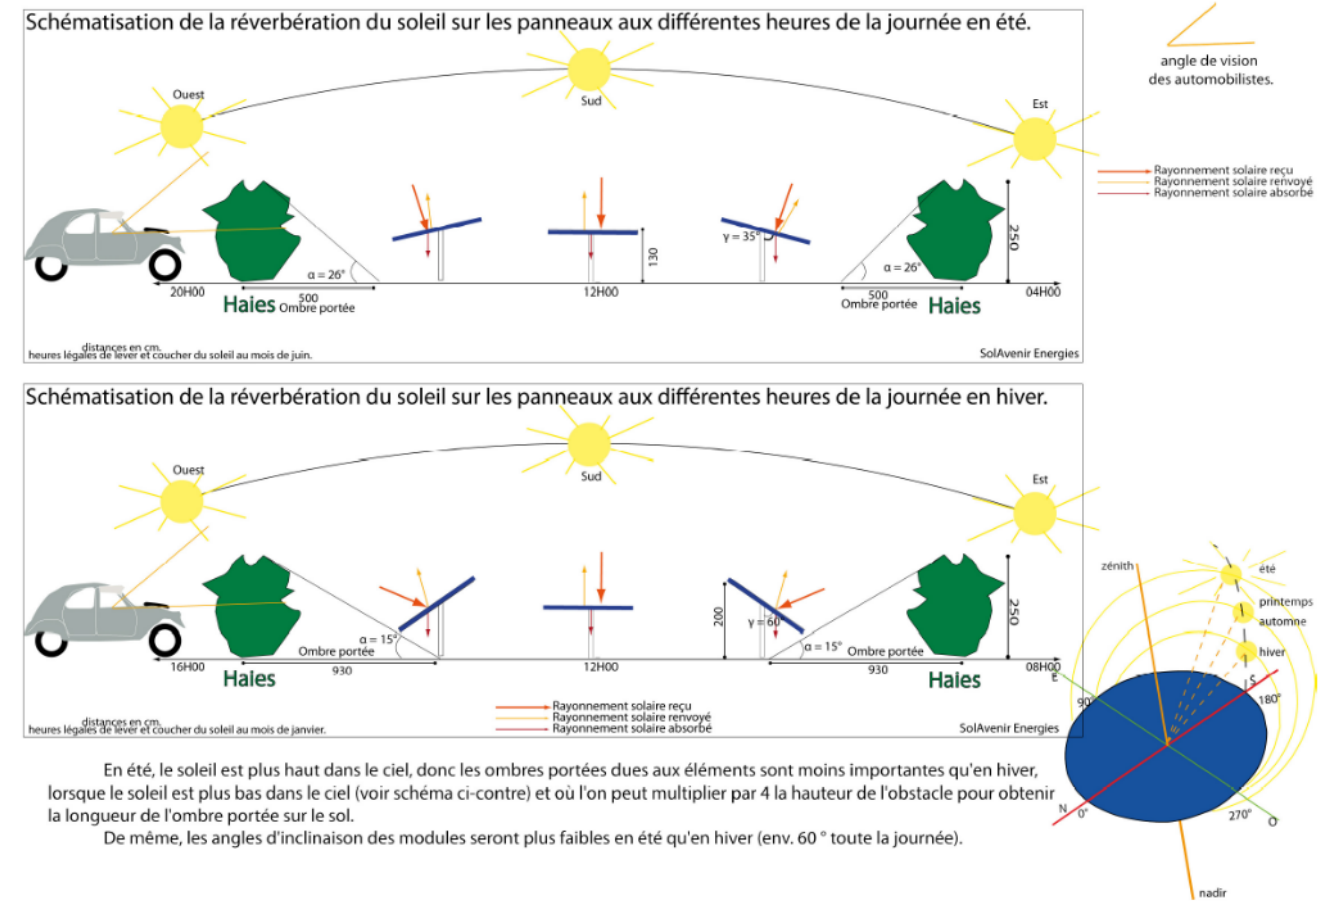 Schématisation de la réverbération du soleil sur les panneaux aux différentes heures de la journée en été.
angle de vision
des automobilistes.
Ouest
Sud
Est
Rayonnement solaire reçu
Rayonnement solaire renvoyé
Rayonnement solaire absorbé
γ = 35°
130
250
α = 26°
α = 26°
20H00
500
12H00
500
04H00
Haies
Ombre portée
Ombre portée
Haies
distances en cm.
heures légales de lever et coucher du soleil au mois de juin.
SolAvenir Energies
Schématisation de la réverbération du soleil sur les panneaux aux différentes heures de la journée en hiver.
Ouest
Sud
Est
zénith
été
printemps
automne
hiver
200
γ = 60°
250
α = 15°
α = 15°
Ombre portée
Ombre portée
16H00
930
12H00
930
08H00
Haies
Haies
E
S
90°
180°
Rayonnement solaire reçu
Rayonnement solaire renvoyé
Rayonnement solaire absorbé
distances en cm.
heures légales de lever et coucher du soleil au mois de janvier.
SolAvenir Energies
En été, le soleil est plus haut dans le ciel, donc les ombres portées dues aux éléments sont moins importantes qu'en hiver,
lorsque le soleil est plus bas dans le ciel (voir schéma ci-contre) et où l'on peut multiplier par 4 la hauteur de l'obstacle pour obtenir
la longueur de l'ombre portée sur le sol.
De même, les angles d'inclinaison des modules seront plus faibles en été qu'en hiver (env. 60 ° toute la journée).
N
0°
270°
O
nadir